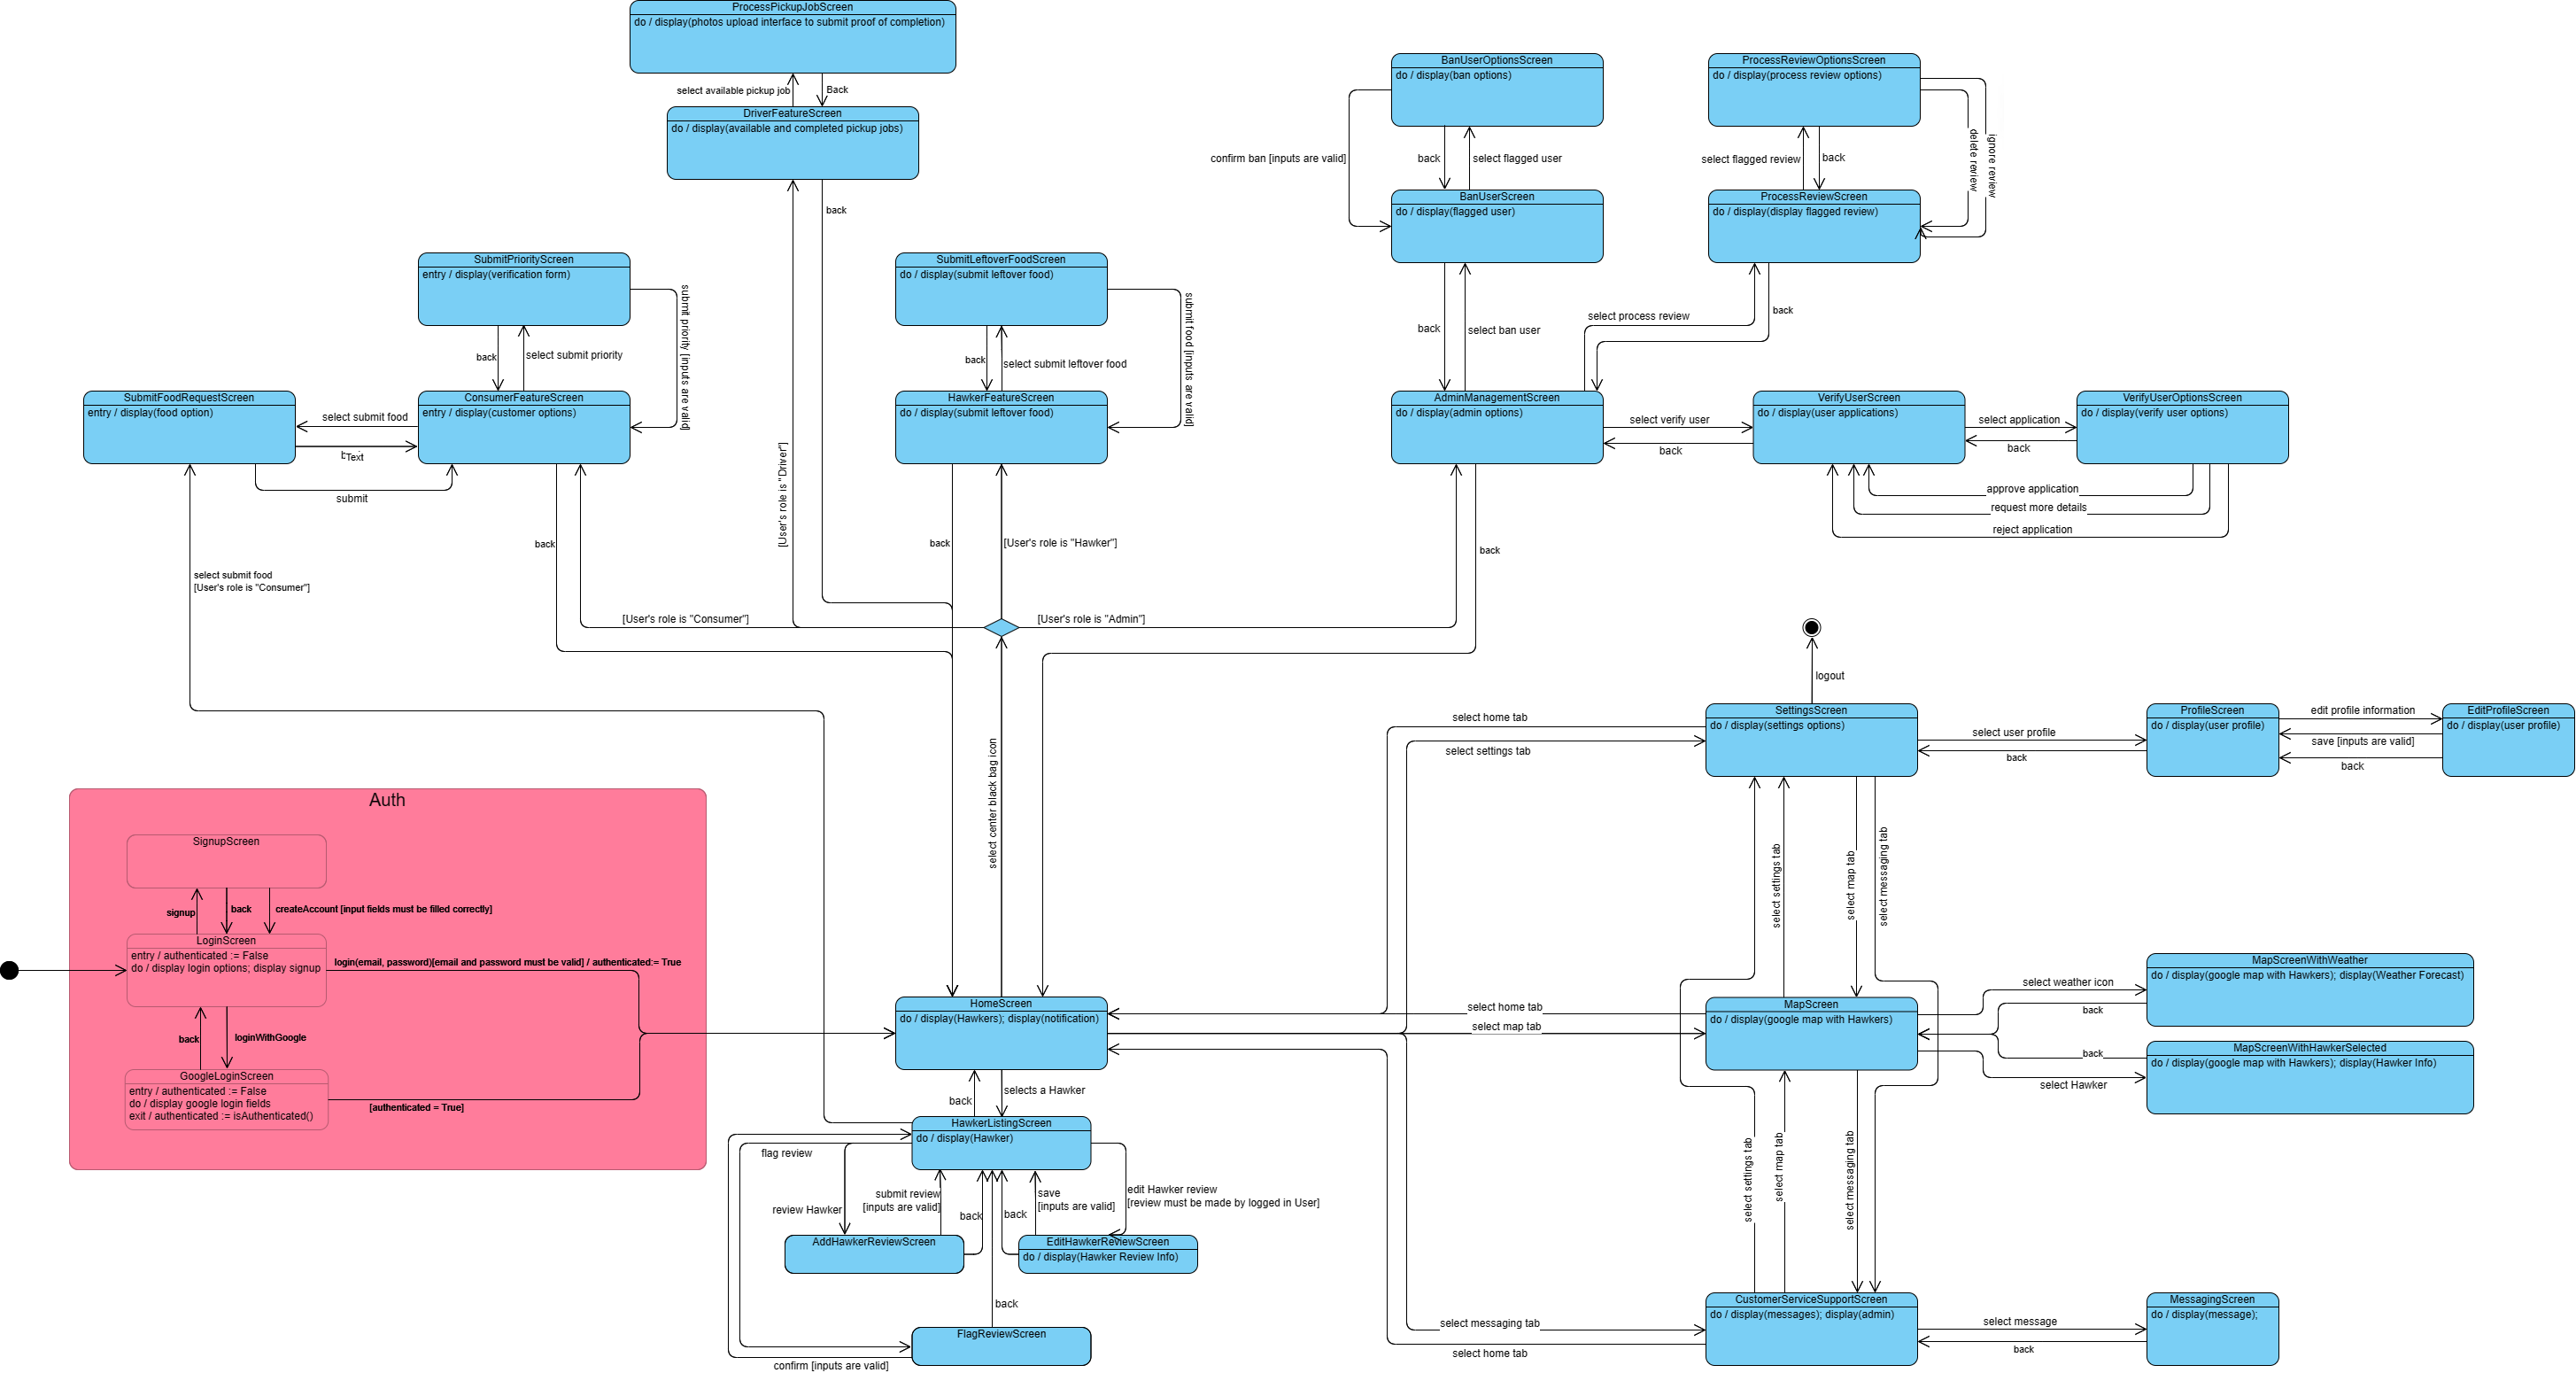 ProcessPickupJobScreen
do / display(photos upload interface to submit proof of completion)
select available pickup job
Back
DriverFeatureScreen
do / display(available and completed pickup jobs)
back
BanUserOptionsScreen
do / display(ban options)
confirm ban [inputs are valid]
back
select flagged user
BanUserScreen
do / display(flagged user)
back
select ban user
ProcessReviewOptionsScreen
do / display(process review options)
select flagged review
back
delete review
ignore review
ProcessReviewScreen
do / display(display flagged review)
select process review
back
SubmitPriorityScreen
entry / display(verification form)
back
select submit priority
submit priority [inputs are valid]
SubmitLeftoverFoodScreen
do / display(submit leftover food)
back
select submit leftover food
submit food [inputs are valid]
SubmitFoodRequestScreen
entry / display(food option)
select submit food
Text
submit
ConsumerFeatureScreen
entry / display(customer options)
back
HawkerFeatureScreen
do / display(submit leftover food)
back
[User's role is "Driver"]
[User's role is "Hawker"]
AdminManagementScreen
do / display(admin options)
select verify user
back
back
VerifyUserScreen
do / display(user applications)
select application
back
VerifyUserOptionsScreen
do / display(verify user options)
approve application
request more details
reject application
select submit food
[User's role is "Consumer"]
[User's role is "Consumer"]
[User's role is "Admin"]
select center black bag icon
logout
select home tab
select settings tab
SettingsScreen
do / display(settings options)
select user profile
back
ProfileScreen
do / display(user profile)
edit profile information
save [inputs are valid]
back
EditProfileScreen
do / display(user profile)
Auth
SignupScreen
signup
back
createAccount [input fields must be filled correctly]
LoginScreen
entry / authenticated := False
do / display login options; display signup
login(email, password)[email and password must be valid] / authenticated:= True
back
loginWithGoogle
GoogleLoginScreen
entry / authenticated := False
do / display google login fields
exit / authenticated := isAuthenticated()
[authenticated = True]
select settings tab
select map tab
select messaging tab
HomeScreen
do / display(Hawkers); display(notification)
select home tab
select map tab
MapScreen
do / display(google map with Hawkers)
select weather icon
back
MapScreenWithWeather
do / display(google map with Hawkers); display(Weather Forecast)
back
select Hawker
MapScreenWithHawkerSelected
do / display(google map with Hawkers); display(Hawker Info)
back
selects a Hawker
HawkerListingScreen
do / display(Hawker)
flag review
review Hawker
submit review
[inputs are valid]
back
back
save
[inputs are valid]
edit Hawker review
[review must be made by logged in User]
AddHawkerReviewScreen
EditHawkerReviewScreen
do / display(Hawker Review Info)
back
FlagReviewScreen
confirm [inputs are valid]
select settings tab
select map tab
select messaging tab
select messaging tab
select home tab
CustomerServiceSupportScreen
do / display(messages); display(admin)
select message
back
MessagingScreen
do / display(message);